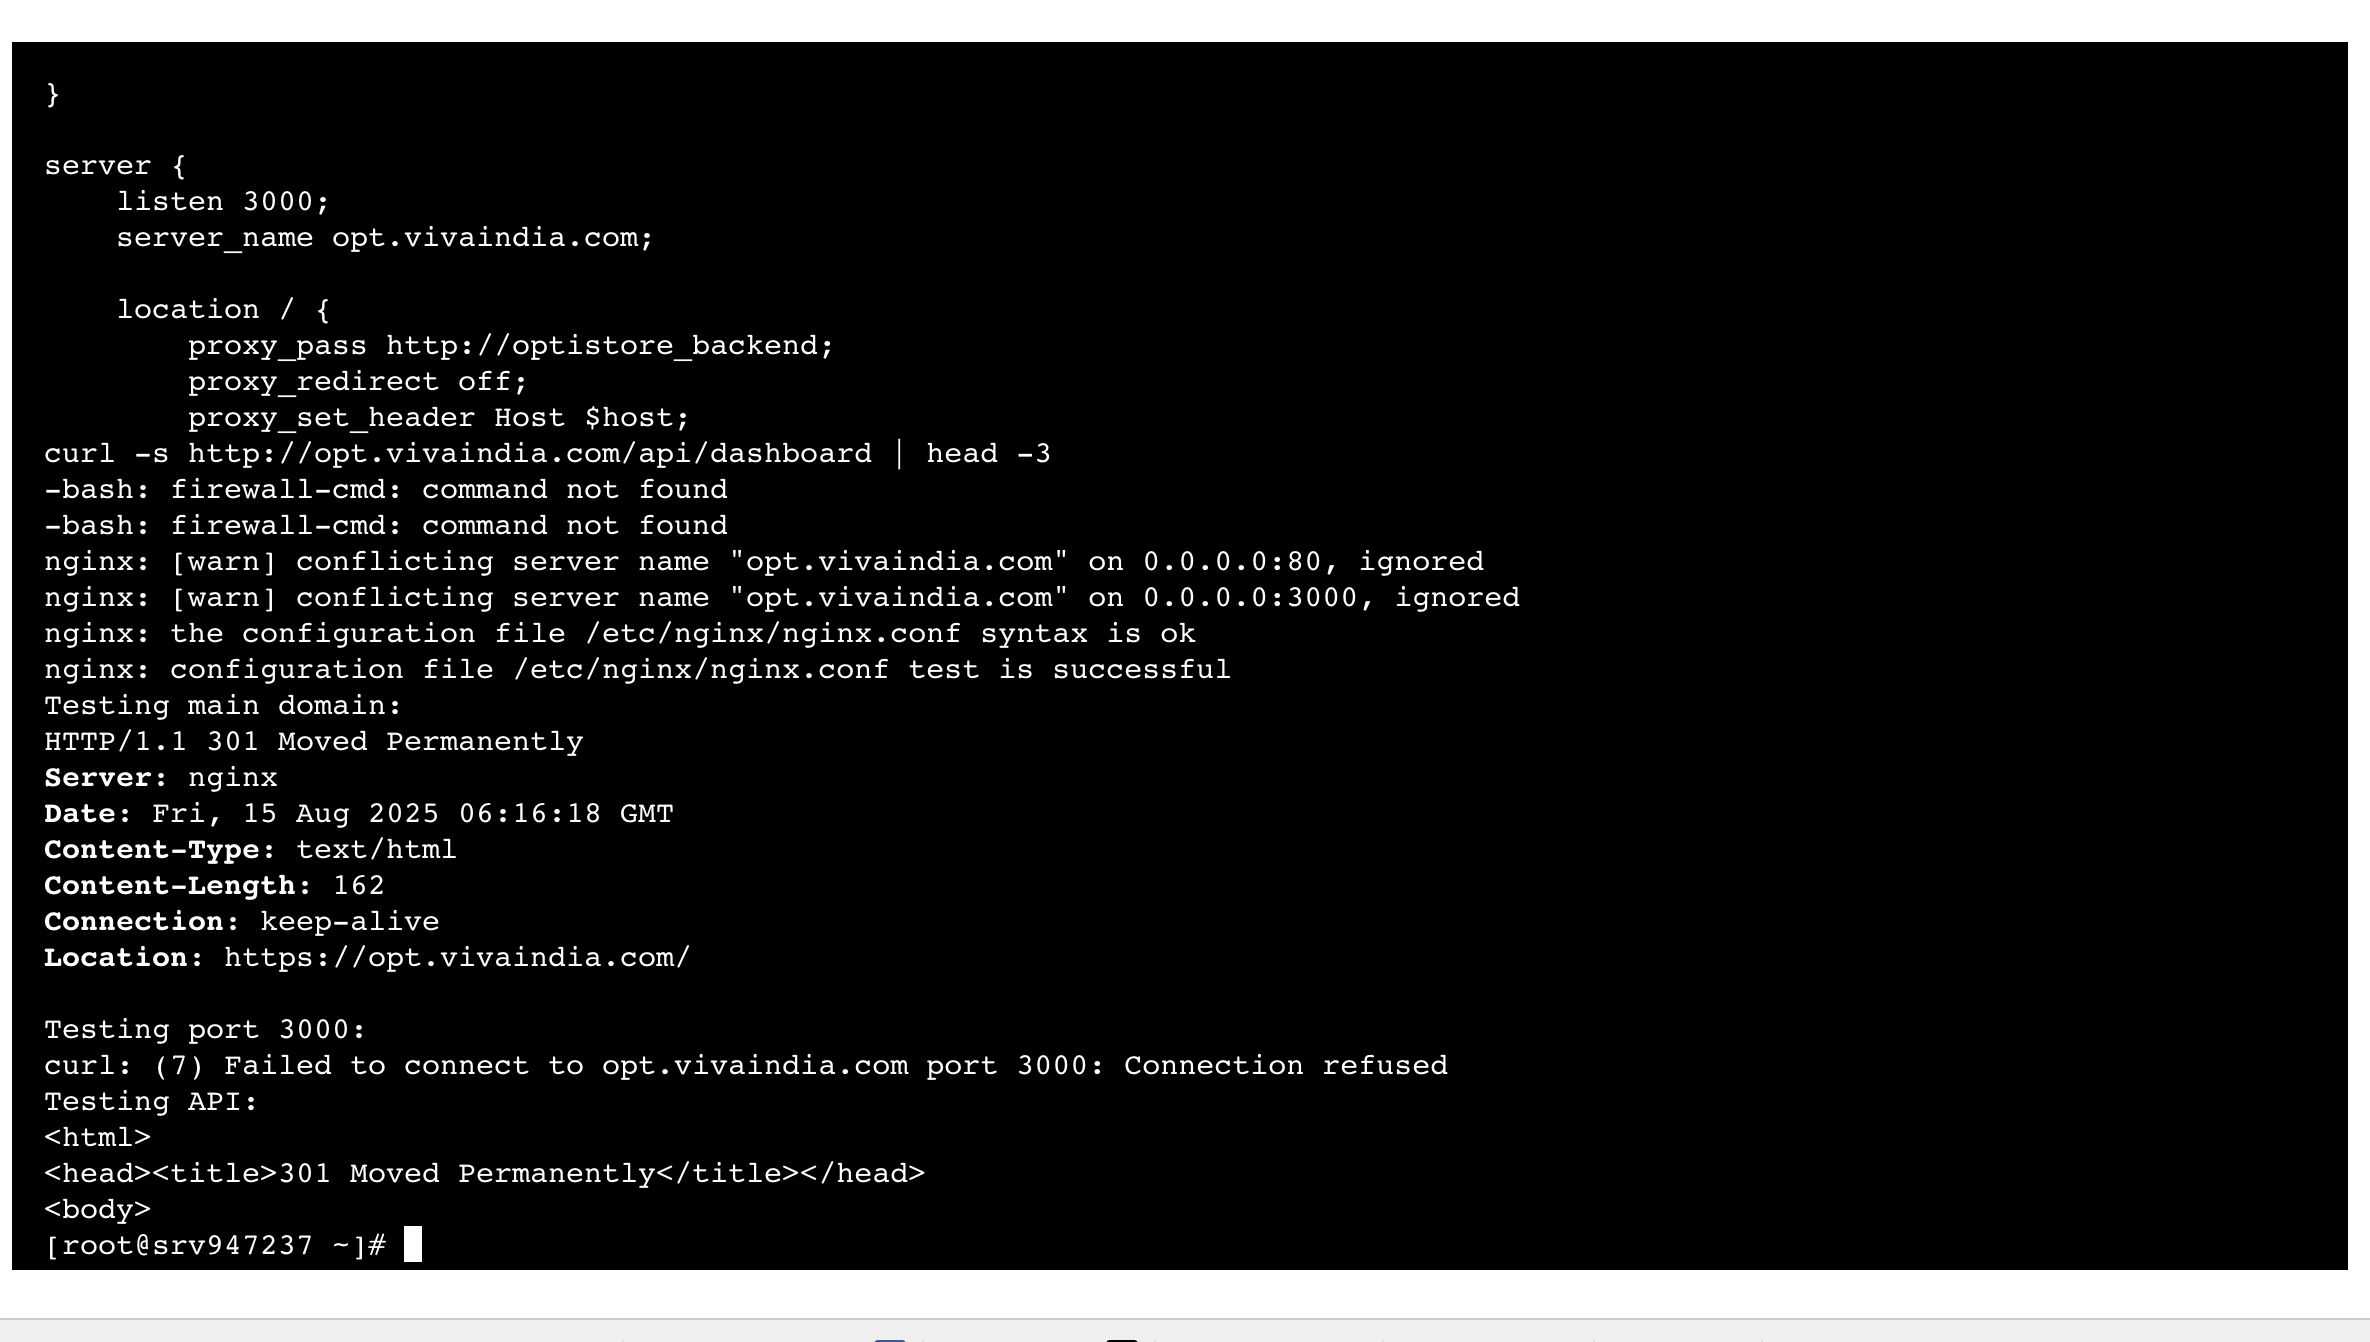 }
server {
    listen 3000;
    server_name opt.vivaindia.com;
    location / {
        proxy_pass http://optistore_backend;
        proxy_redirect off;
        proxy_set_header Host $host;
curl -s http://opt.vivaindia.com/api/dashboard | head -3
-bash: firewall-cmd: command not found
-bash: firewall-cmd: command not found
nginx: [warn] conflicting server name "opt.vivaindia.com" on 0.0.0.0:80, ignored
nginx: [warn] conflicting server name "opt.vivaindia.com" on 0.0.0.0:3000, ignored
nginx: the configuration file /etc/nginx/nginx.conf syntax is ok
nginx: configuration file /etc/nginx/nginx.conf test is successful
Testing main domain:
HTTP/1.1 301 Moved Permanently
Server: nginx
Date: Fri, 15 Aug 2025 06:16:18 GMT
Content-Type: text/html
Content-Length: 162
Connection: keep-alive
Location: https://opt.vivaindia.com/
Testing port 3000:
curl: (7) Failed to connect to opt.vivaindia.com port 3000: Connection refused
Testing API:
<html>
<head><title>301 Moved Permanently</title></head>
<body>
[root@srv947237 ~]#